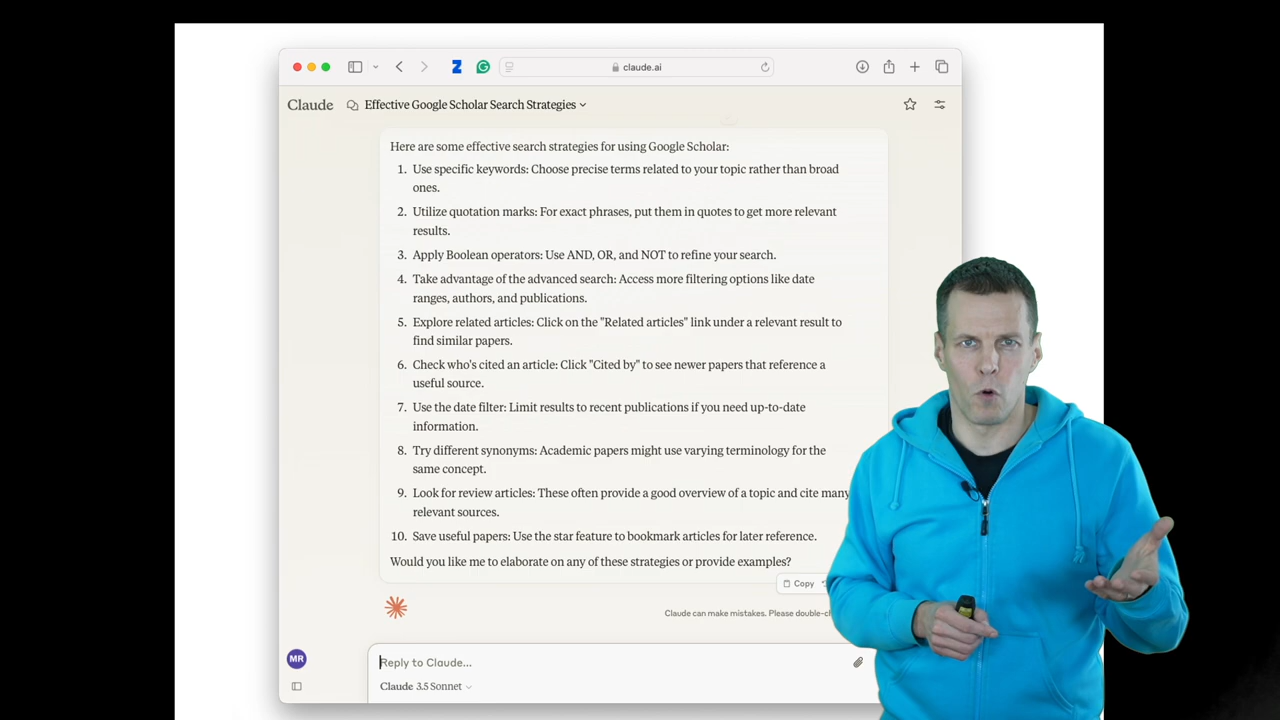 Z G claude.ai
Claude Effective Google Scholar Search Strategies
Here are some effective search strategies for using Google Scholar:
1. Use specific keywords: Choose precise terms related to your topic rather than broad
ones.
2. Utilize quotation marks: For exact phrases, put them in quotes to get more relevant
results.
3. Apply Boolean operators: Use AND, OR, and NOT to refine your search.
4. Take advantage of the advanced search: Access more filtering options like date
ranges, authors, and publications.
5. Explore related articles: Click on the "Related articles" link under a relevant result to
find similar papers.
6. Check who's cited an article: Click "Cited by" to see newer papers that reference a
useful source.
7. Use the date filter: Limit results to recent publications if you need up-to-date
information.
8. Try different synonyms: Academic papers might use varying terminology for the
same concept.
9. Look for review articles: These often provide a good overview of a topic and cite many
relevant sources.
10. Save useful papers: Use the star feature to bookmark articles for later reference.
Would you like me to elaborate on any of these strategies or provide examples?
Copy
Claude can make mistakes. Please
MR
Reply to Claude...
Claude 3.5 Sonnet